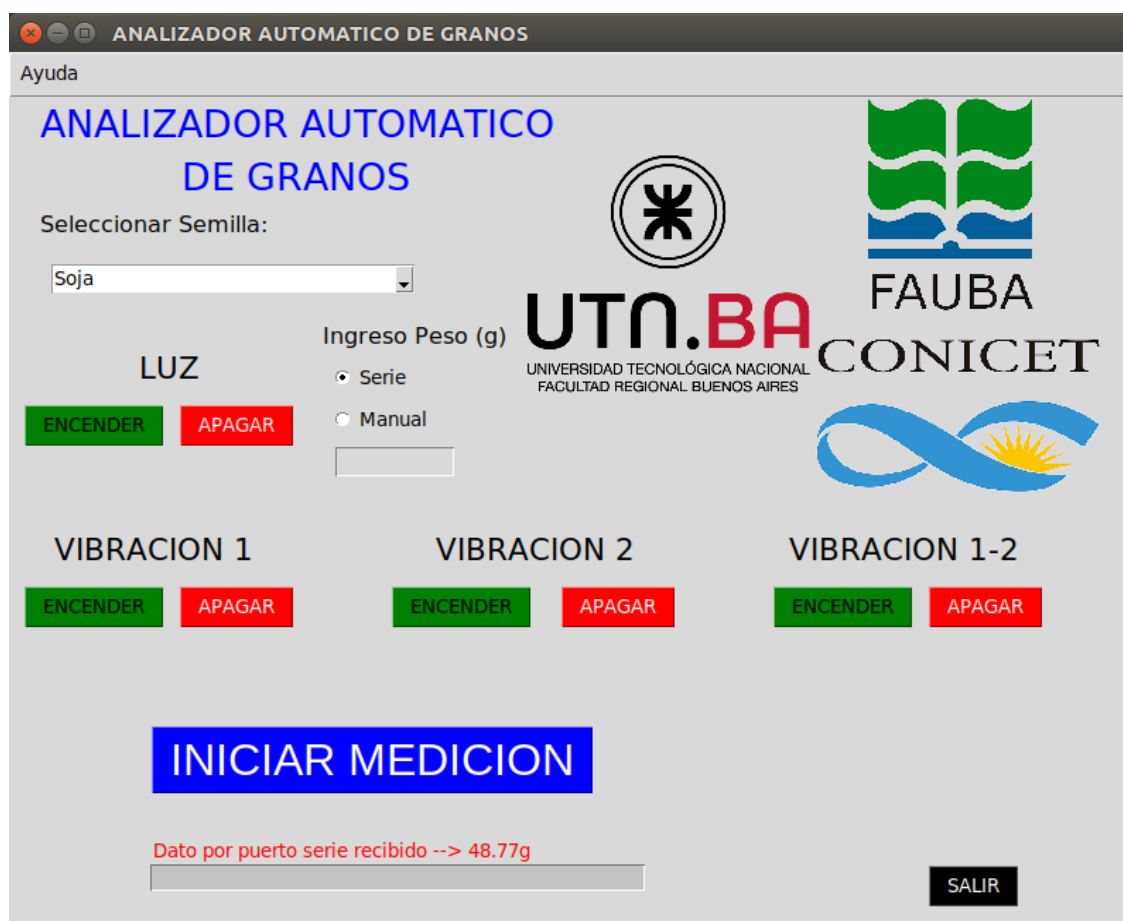 ANALIZADOR AUTOMATICO DE GRANOS
Ayuda
ANALIZADOR AUTOMATICO
DE GRANOS
Seleccionar Semilla:
Soja
Ingreso Peso (g)
Serie
Manual
LUZ
ENCENDER APAGAR
UTN.BA
UNIVERSIDAD TECNOLÓGICA NACIONAL
FACULTAD REGIONAL BUENOS AIRES
FAUBA
CONICET
VIBRACION 1
ENCENDER APAGAR
VIBRACION 2
ENCENDER APAGAR
VIBRACION 1-2
ENCENDER APAGAR
INICIAR MEDICION
Dato por puerto serie recibido --> 48.77g
SALIR